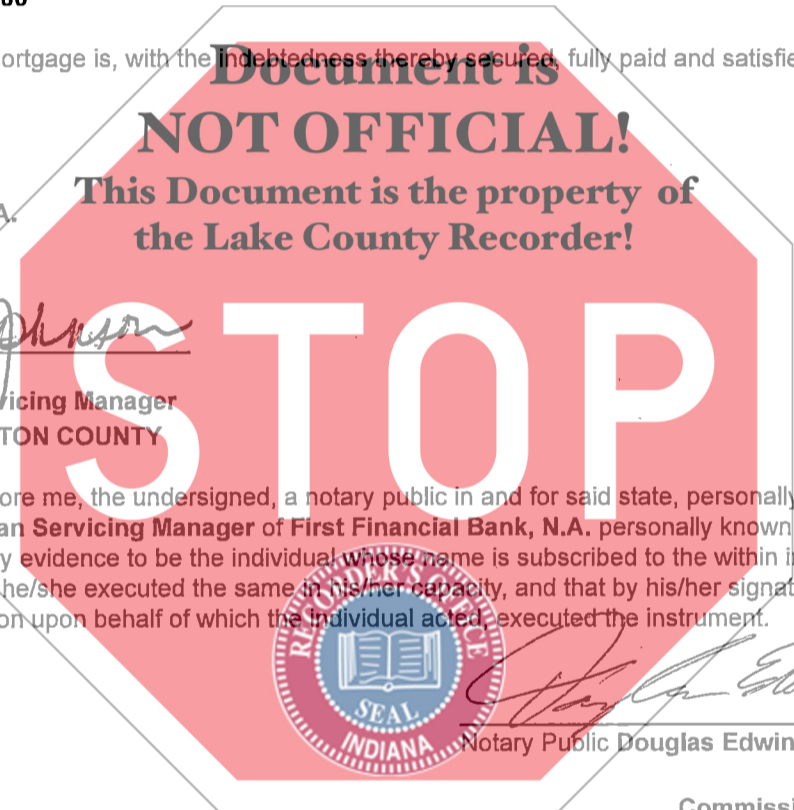 ortgage is, with the indebtedness thereby secured, fully paid and satisfie
Document is
NOT OFFICIAL!
This Document is the property of
the Lake County Recorder!
A.
Johnson
STOP
vicing Manager
TON COUNTY
ore me, the undersigned, a notary public in and for said state, personally
an Servicing Manager of First Financial Bank, N.A. personally known
y evidence to be the individual whose name is subscribed to the within i
he/she executed the same in his/her capacity, and that by his/her signat
on upon behalf of which the individual acted, executed the instrument.
RECORDER'S OFFICE
SEAL
INDIANA
Notary Public Douglas Edwin
Commissi